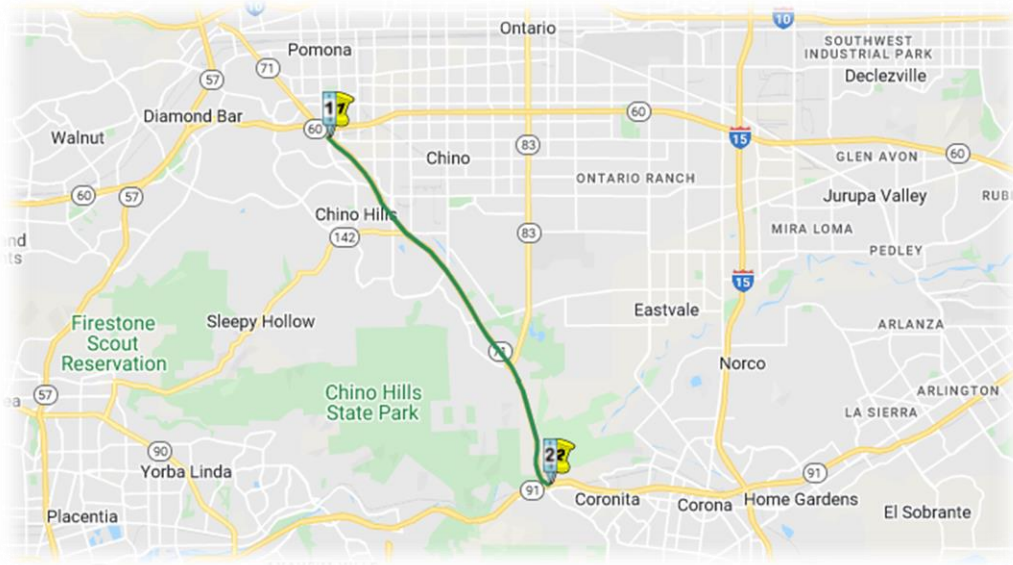 10
10
Ontario
SOUTHWEST
INDUSTRIAL PARK
Pomona
71
57
Declezville
Diamond Bar
1
60
60
15
Walnut
83
Chino
GLEN AVON
60
ONTARIO RANCH
60
57
Jurupa Valley
RUB
Chino Hills
142
83
MIRA LOMA
PEDLEY
15
Eastvale
Sleepy Hollow
Firestone
Scout
Reservation
ARLANZA
71
Norco
57
Chino Hills
State Park
ARLINGTON
LA SIERRA
90
2
Yorba Linda
91
91
Coronita
Corona
Home Gardens
Placentia
El Sobrante